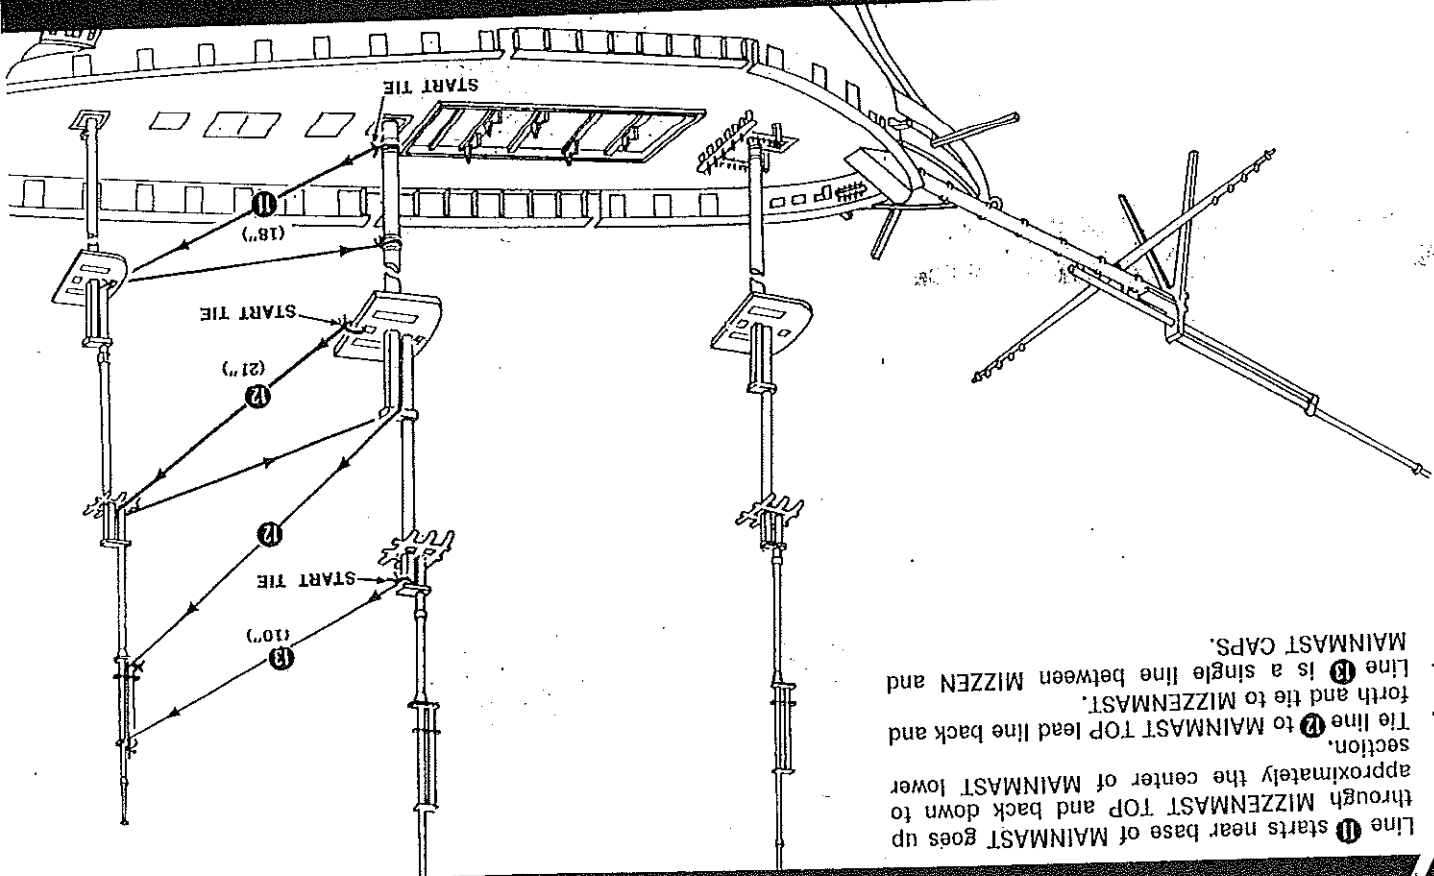 Line 11 starts near base of MAINMAST goes up
through MIZZENMAST TOP and back down to
approximately the center of MAINMAST lower
section.
Tie line 12 to MAINMAST TOP lead line back and
forth and tie to MIZZENMAST.
Line 13 is a single line between MIZZEN and
MAINMAST CAPS.
13
(10")
START TIE
12
12
(21")
START TIE
(18")
11
START TIE